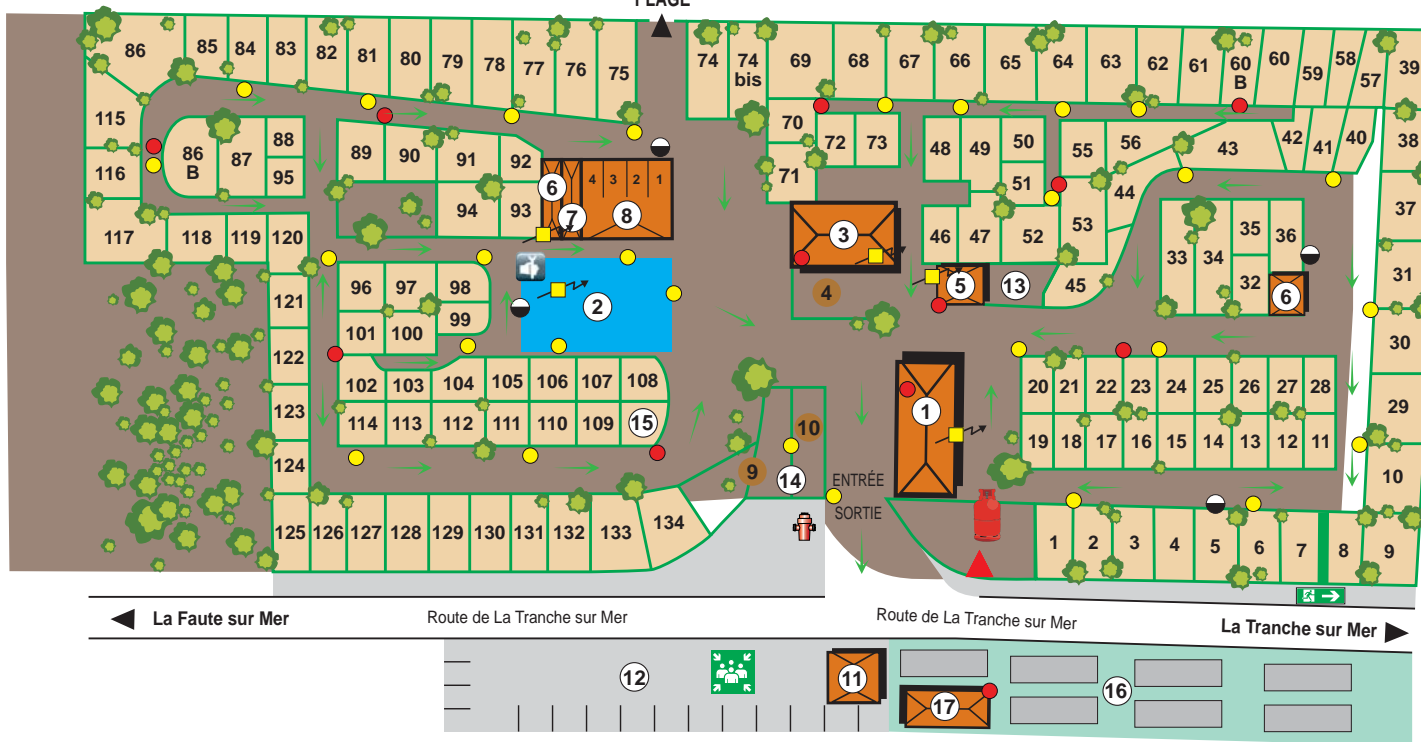 PLAGE
86 85 84 83 82 81 80 79 78 77 76 75
74 74 bis 69 68 67 66 65 64 63 62 61 60 B 60 59 58 57 39
115 86 B 87 88 89 90 91 92
70 72 73 48 49 50 55 56 43 42 41 40 38
116 95 94 93 6 7 8 4 3 2 1
71 51 44 53 37
117 118 119 120
3 46 47 52 33 34 35 36 31
121 96 97 98 2 4 5 13 45 32 6
101 100 99 30
122
102 103 104 105 106 107 108
20 21 22 23 24 25 26 27 28
123 114 113 112 111 110 109 15
10 1 19 18 17 16 15 14 13 12 11 29
124 9 14
ENTRÉE
SORTIE
10
125 126 127 128 129 130 131 132 133 134
1 2 3 4 5 6 7 8 9
La Faute sur Mer
Route de La Tranche sur Mer
Route de La Tranche sur Mer
La Tranche sur Mer
12 11 17 16